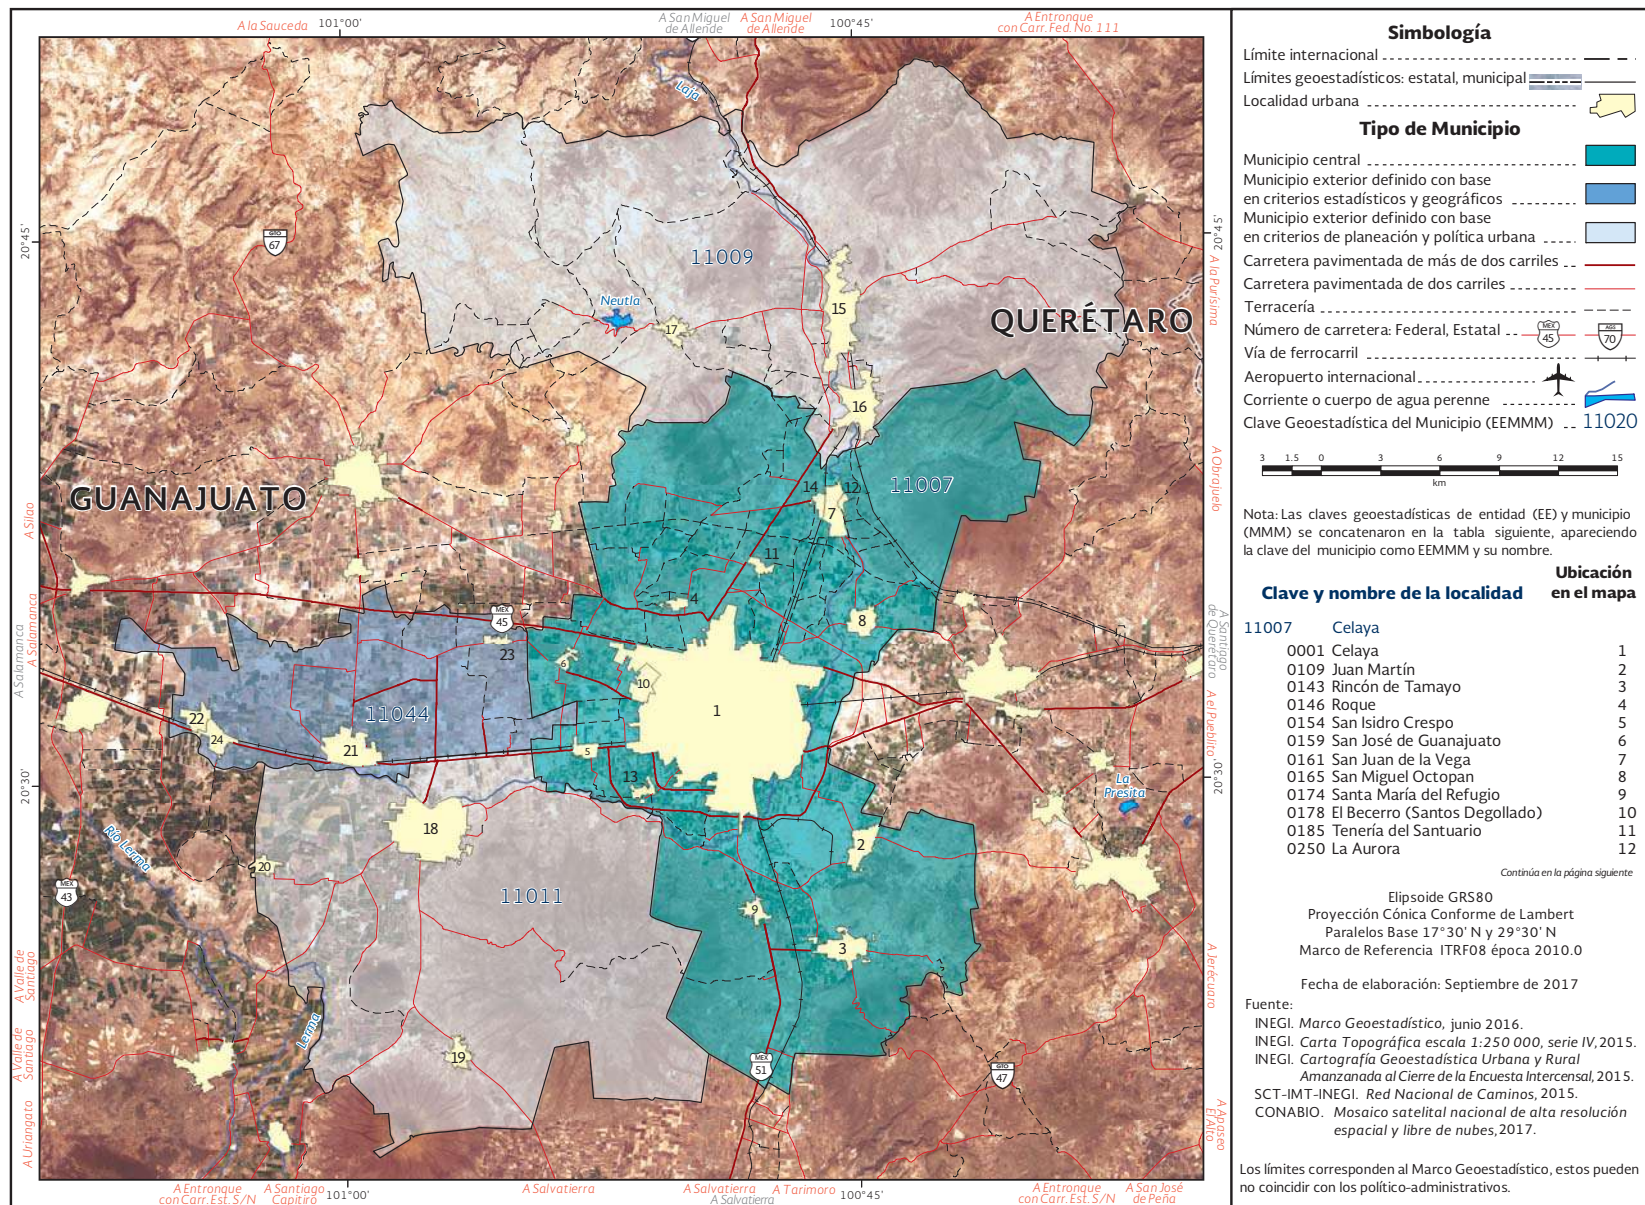 A la Sauceda
101°00'
A San Miguel
de Allende
A San Miguel
de Allende
100°45'
A Entronque
con Carr. Fed. No. 111
Laja
GTO
67
20°45'
20°45'
A la Purísima
11009
Neutla
17
15
QUERÉTARO
16
GUANAJUATO
A Silao
A Obrajuelo
14
12
11007
7
11
4
8
MEX
45
23
6
10
A Salamanca
A Salamanca
A Santiago
de Querétaro
A el Pueblito
11044
1
22
24
21
5
13
20°30'
20°30'
La
Presita
Río Lerma
18
2
20
MEX
43
11011
9
3
A Valle de
Santiago
A Jerécuaro
Lerma
A Valle de
Santiago
19
MEX
51
GTO
47
A Uriangato
A Apaseo
El Alto
A Entronque
con Carr. Est. S/N
A Santiago
Capitiro
101°00'
A Salvatierra
A Salvatierra
A Salvatierra
A Tarimoro
100°45'
A Entronque
con Carr. Est. S/N
A San José
de Peña
Simbología
Límite internacional
Límites geoestadísticos: estatal, municipal
Localidad urbana
Tipo de Municipio
Municipio central
Municipio exterior definido con base
en criterios estadísticos y geográficos
Municipio exterior definido con base
en criterios de planeación y política urbana
Carretera pavimentada de más de dos carriles
Carretera pavimentada de dos carriles
Terracería
Número de carretera: Federal, Estatal MEX 45 AGS 70
Vía de ferrocarril
Aeropuerto internacional
Corriente o cuerpo de agua perenne
Clave Geoestadística del Municipio (EEMMM) 11020
3 1.5 0 3 6 9 12 15
km
Nota: Las claves geoestadísticas de entidad (EE) y municipio
(MMM) se concatenaron en la tabla siguiente, apareciendo
la clave del municipio como EEMMM y su nombre.
Clave y nombre de la localidad
Ubicación
en el mapa
11007 Celaya
0001 Celaya 1
0109 Juan Martín 2
0143 Rincón de Tamayo 3
0146 Roque 4
0154 San Isidro Crespo 5
0159 San José de Guanajuato 6
0161 San Juan de la Vega 7
0165 San Miguel Octopan 8
0174 Santa María del Refugio 9
0178 El Becerro (Santos Degollado) 10
0185 Tenería del Santuario 11
0250 La Aurora 12
Continúa en la página siguiente
Elipsoide GRS80
Proyección Cónica Conforme de Lambert
Paralelos Base 17°30' N y 29°30' N
Marco de Referencia ITRF08 época 2010.0
Fecha de elaboración: Septiembre de 2017
Fuente:
INEGI. Marco Geoestadístico, junio 2016.
INEGI. Carta Topográfica escala 1:250 000, serie IV, 2015.
INEGI. Cartografía Geoestadística Urbana y Rural
Amanzanada al Cierre de la Encuesta Intercensal, 2015.
SCT-IMT-INEGI. Red Nacional de Caminos, 2015.
CONABIO. Mosaico satelital nacional de alta resolución
espacial y libre de nubes, 2017.
Los límites corresponden al Marco Geoestadístico, estos pueden
no coincidir con los político-administrativos.